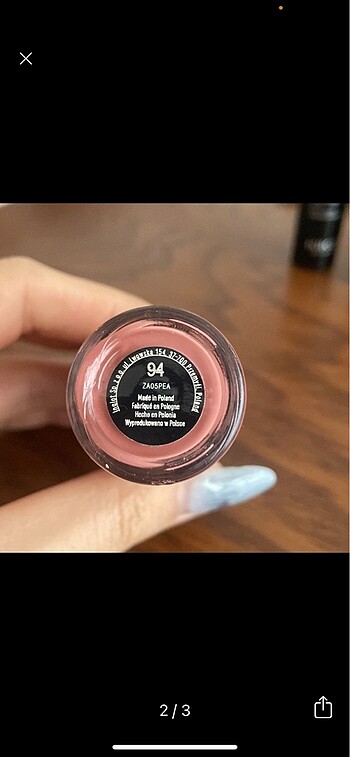 Inglot Sp. z o.o. ul. Lwowska 154, 37-700 Przemyśl, Poland
94
ZA05PEA
Made in Poland
Fabriqué en Pologne
Hecho en Polonia
Wyprodukowano w Polsce
2/3